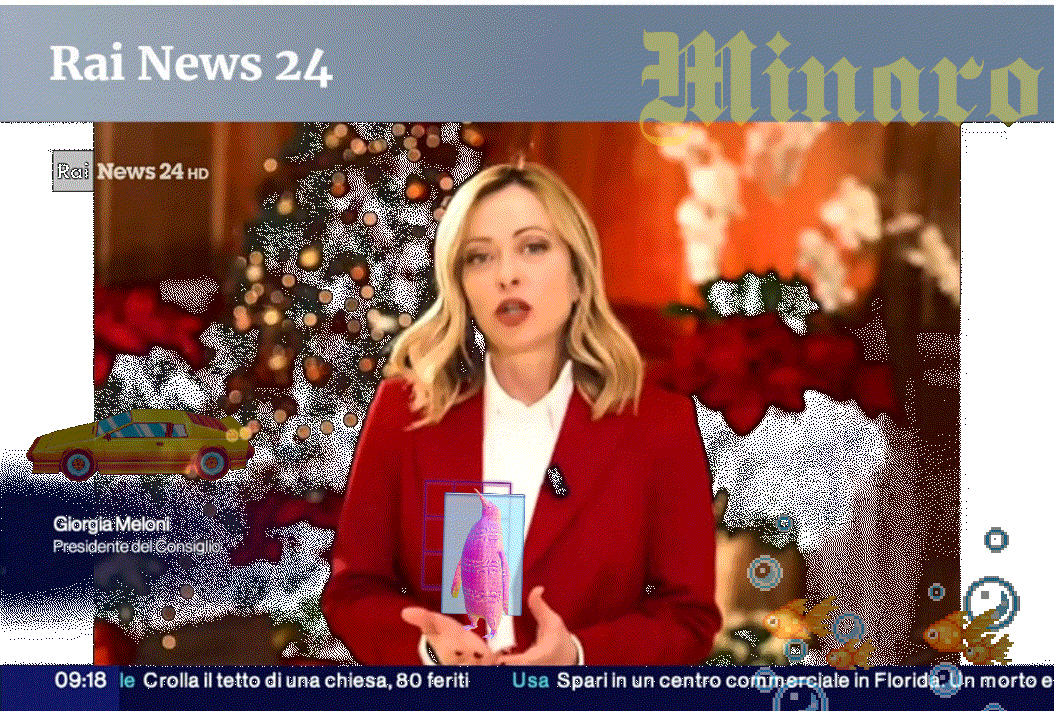 Rai News 24
Minaro
Rai News 24 HD
Giorgia Meloni
Presidente del Consiglio
09:18 le Crolla il tetto di una chiesa, 80 feriti Usa Spari in un centro commerciale in Florida. Un morto e